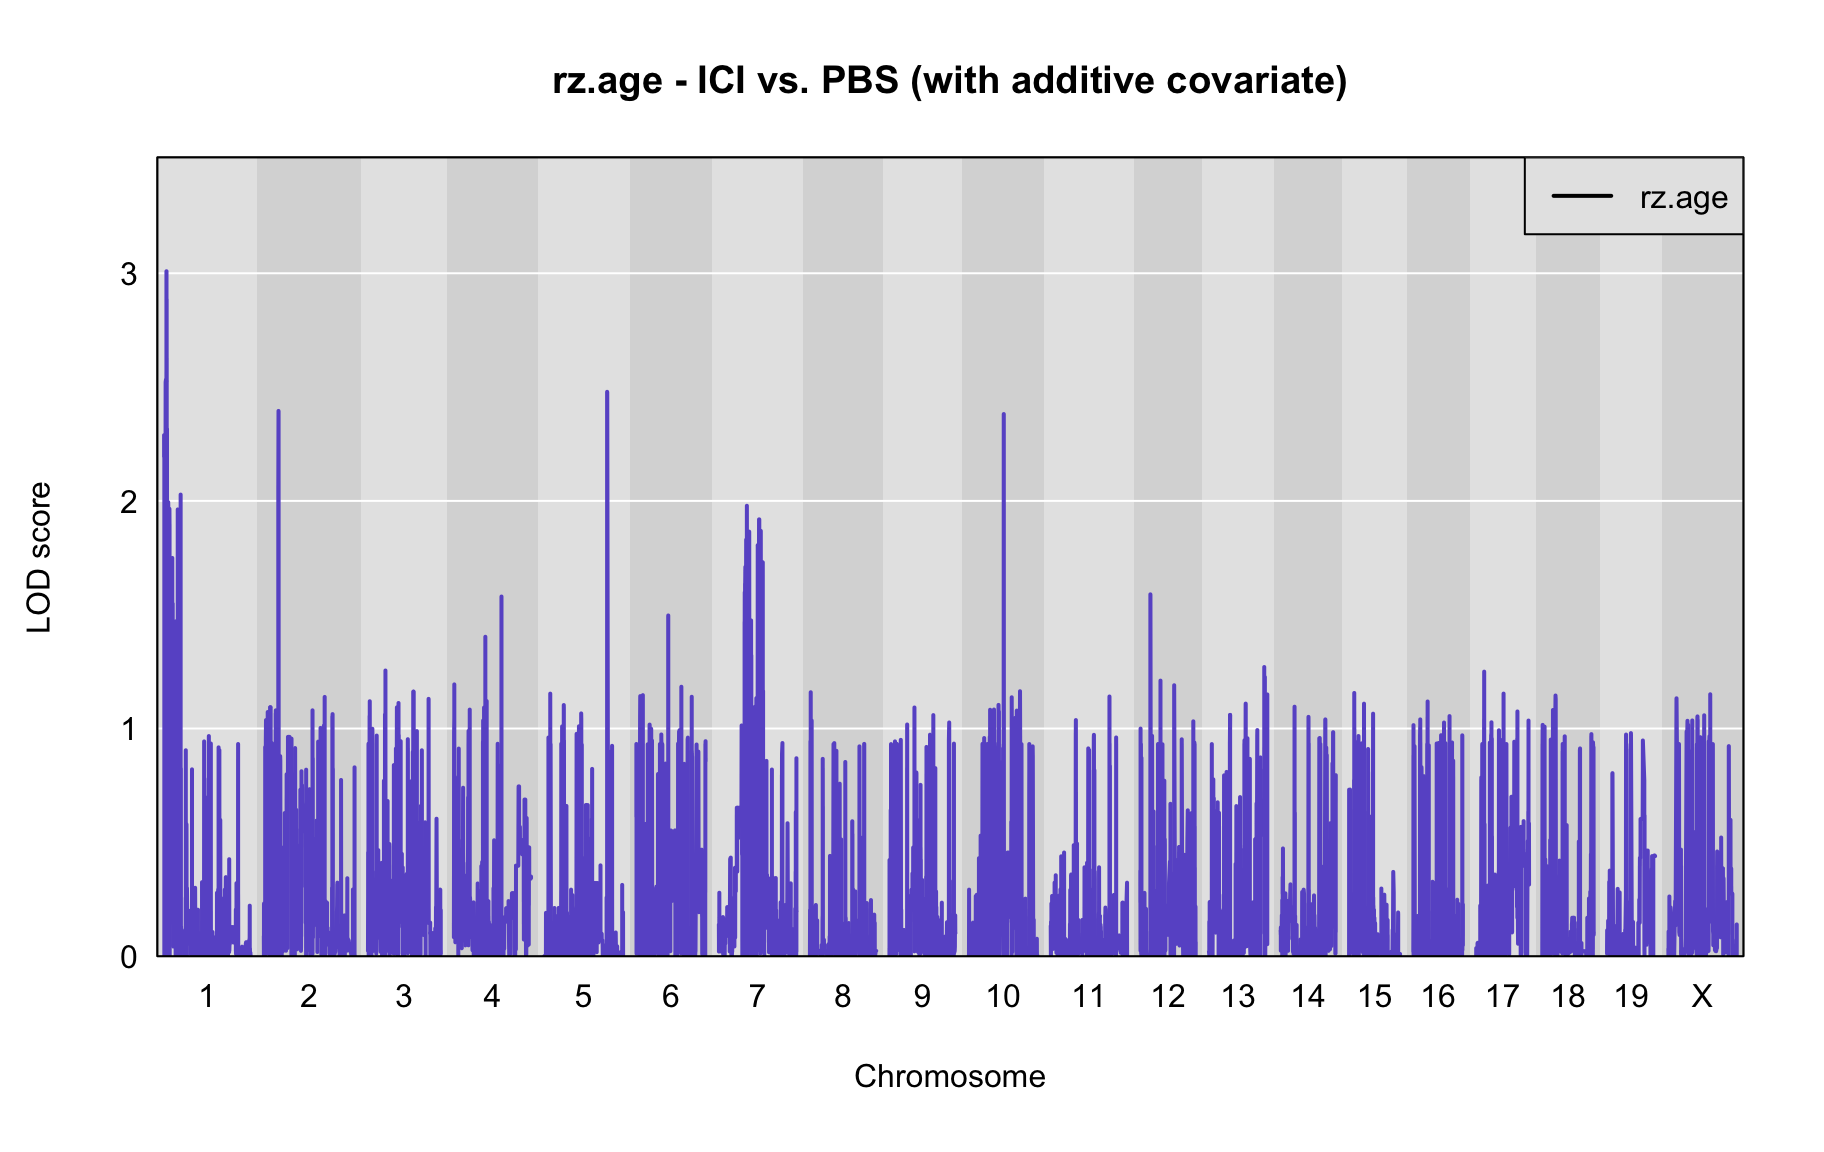 rz.age - ICI vs. PBS (with additive covariate)
rz.age
LOD score
3
2
1
0
1 2 3 4 5 6 7 8 9 10 11 12 13 14 15 16 17 18 19 X
Chromosome